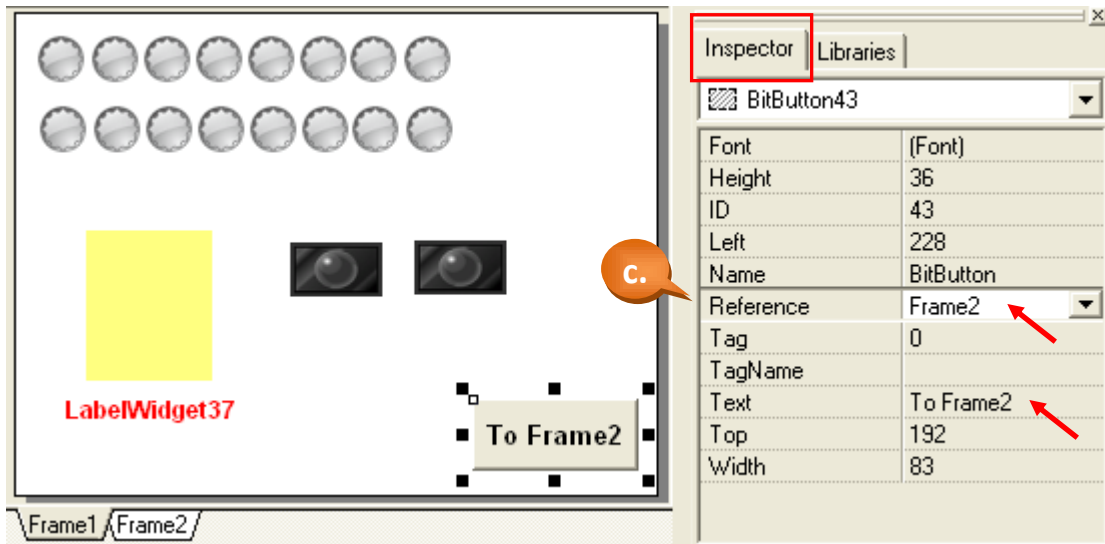 Inspector Libraries
BitButton43
Font (Font)
Height 36
ID 43
Left 228
Name BitButton
c.
Reference Frame2
Tag 0
TagName
Text To Frame2
Top 192
Width 83
LabelWidget37
To Frame2
Frame1 Frame2